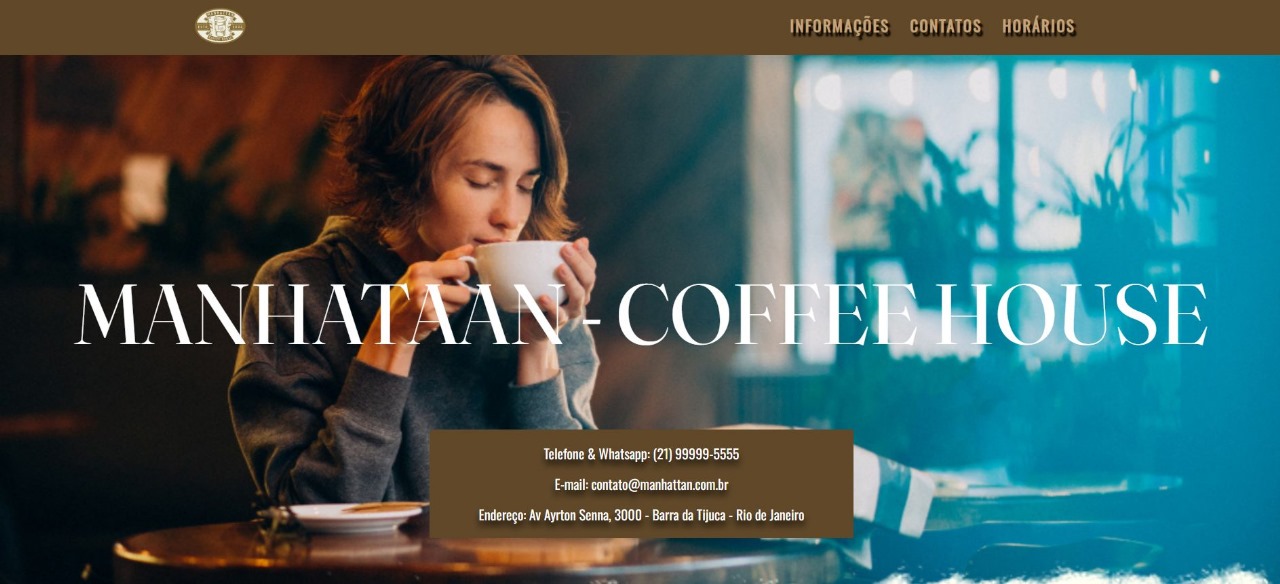 INFORMAÇÕES CONTATOS HORÁRIOS
MANHATAAN - COFFEE HOUSE
Telefone & Whatsapp: (21) 99999-5555
E-mail: contato@manhattan.com.br
Endereço: Av Ayrton Senna, 3000 - Barra da Tijuca - Rio de Janeiro